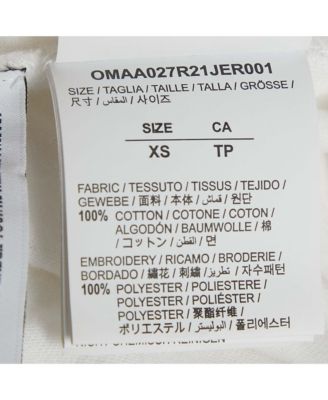 OMAA027R21JER001
SIZE / TAGLIA / TAILLE / TALLA / GRÖSSE /
尺寸 / المقاس / 사이즈
SIZE CA
XS TP
FABRIC / TESSUTO / TISSUS / TEJIDO /
GEWEBE / 面料 / 本体 / قماش / 원단
100% COTTON / COTONE / COTON /
ALGODÓN / BAUMWOLLE / 棉
/ コットン / القطن / 면
EMBROIDERY / RICAMO / BRODERIE /
BORDADO / 繡花 / 刺繍 / تطريز / 자수패턴
100% POLYESTER / POLIESTERE /
POLYESTER / POLIÉSTER /
POLYESTER / 聚酯纤维
/ ポリエステル / البوليستر / 폴리에스터